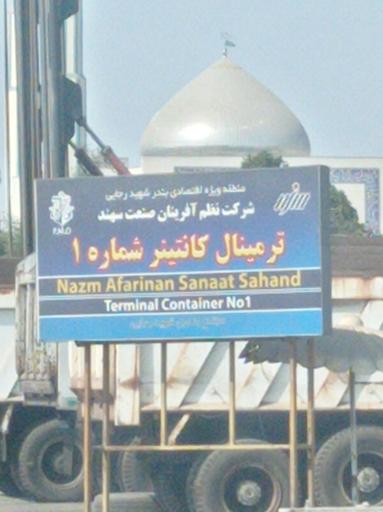 منطقه ویژه اقتصادی بندر شهید رجایی
شرکت نظم آفرینان صنعت سهند
P.M.O
ترمینال کانتینر شماره ۱
Nazm Afarinan Sanaat Sahand
Terminal Container No1